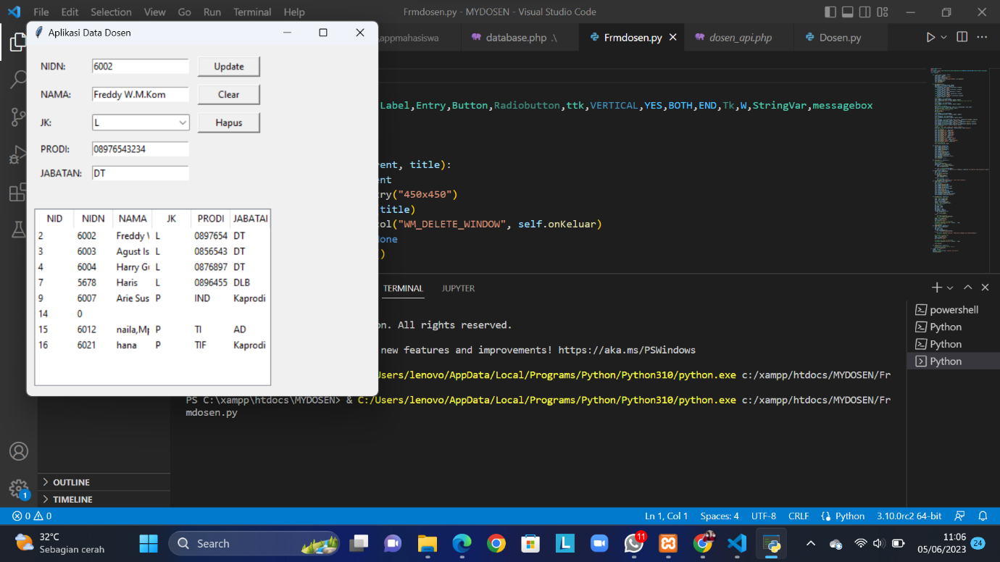 File Edit Selection View Go Run Terminal Help
Frmdosen.py - MYDOSEN - Visual Studio Code
Aplikasi Data Dosen
\appmahasiswa
database.php .\
Frmdosen.py
dosen_api.php
Dosen.py
NIDN: 6002 Update
NAMA: Freddy W.M.Kom Clear
JK: L Hapus
PRODI: 08976543234
JABATAN: DT
NID NIDN NAMA JK PRODI JABATAI
2 6002 Freddy L 0897654 DT
3 6003 Agust Is L 0856543 DT
4 6004 Harry L 0876897 DT
7 5678 Haris L 0896455 DLB
9 6007 Arie Sus P IND Kaprodi
14 0
15 6012 naila,M P TI AD
16 6021 hana P TIF Kaprodi
Label,Entry,Button,Radiobutton,ttk,VERTICAL,YES,BOTH,END,Tk,W,StringVar,messagebox
ent, title):
nt
ry("450x450")
title)
col("WM_DELETE_WINDOW", self.onKeluar)
one
)
TERMINAL JUPYTER
on. All rights reserved.
new features and improvements! https://aka.ms/PSWindows
Users/lenovo/AppData/Local/Programs/Python/Python310/python.exe c:/xampp/htdocs/MYDOSEN/Fr
PS C:\xampp\htdocs\MYDOSEN> & C:/Users/lenovo/AppData/Local/Programs/Python/Python310/python.exe c:/xampp/htdocs/MYDOSEN/Fr
mdosen.py
powershell
Python
Python
Python
OUTLINE
TIMELINE
1
0 0
Ln 1, Col 1 Spaces: 4 UTF-8 CRLF Python 3.10.0rc2 64-bit
32°C
Sebagian cerah
Search
11
11:06
05/06/2023
24